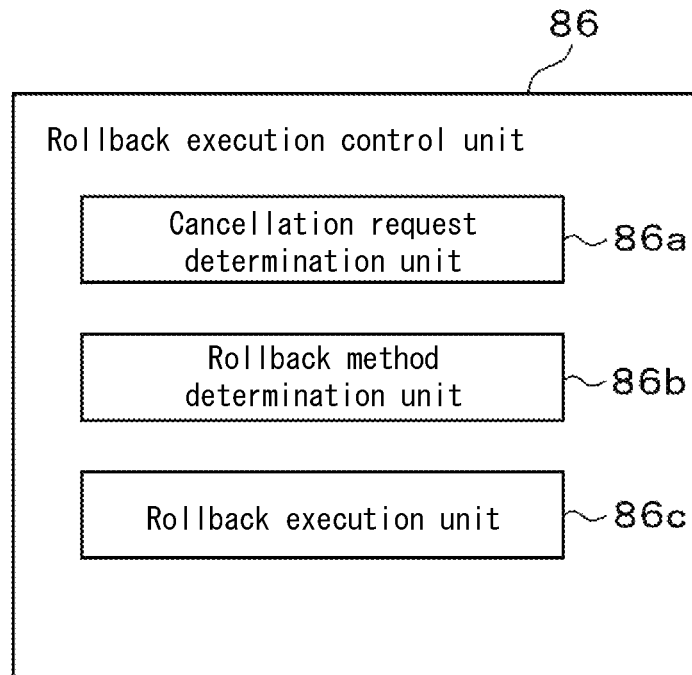 86
Rollback execution control unit
Cancellation request
determination unit
86a
Rollback method
determination unit
86b
Rollback execution unit
86c